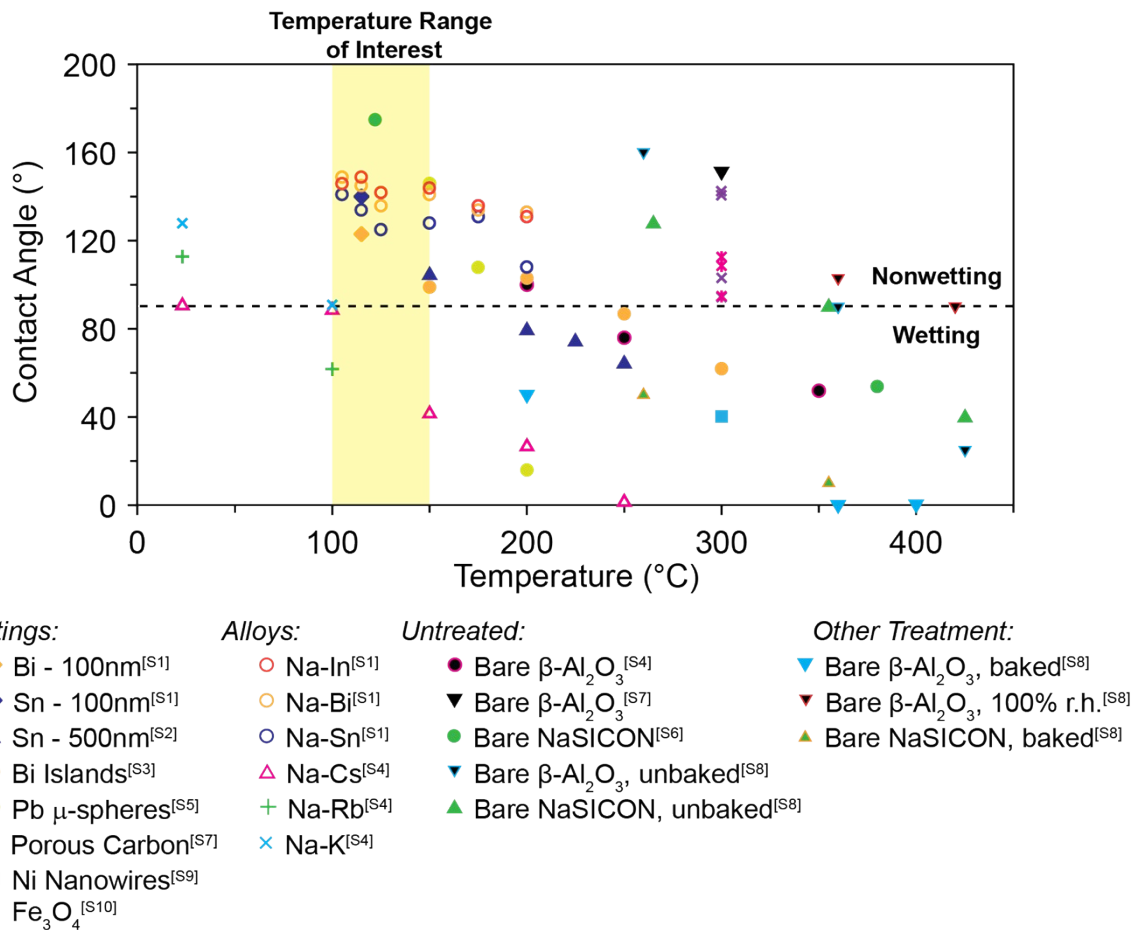 Temperature Range
of Interest
200
160
120
80
40
0
Contact Angle (°)
Nonwetting
Wetting
0 100 200 300 400
Temperature (°C)
tings: Alloys: Untreated: Other Treatment:
Bi - 100nm[S1] Na-In[S1] Bare β-Al2O3[S4] Bare β-Al2O3, baked[S8]
Sn - 100nm[S1] Na-Bi[S1] Bare β-Al2O3[S7] Bare β-Al2O3, 100% r.h.[S8]
Sn - 500nm[S2] Na-Sn[S1] Bare NaSICON[S6] Bare NaSICON, baked[S8]
Bi Islands[S3] Na-Cs[S4] Bare β-Al2O3, unbaked[S8]
Pb μ-spheres[S5] Na-Rb[S4] Bare NaSICON, unbaked[S8]
Porous Carbon[S7] Na-K[S4]
Ni Nanowires[S9]
Fe3O4[S10]